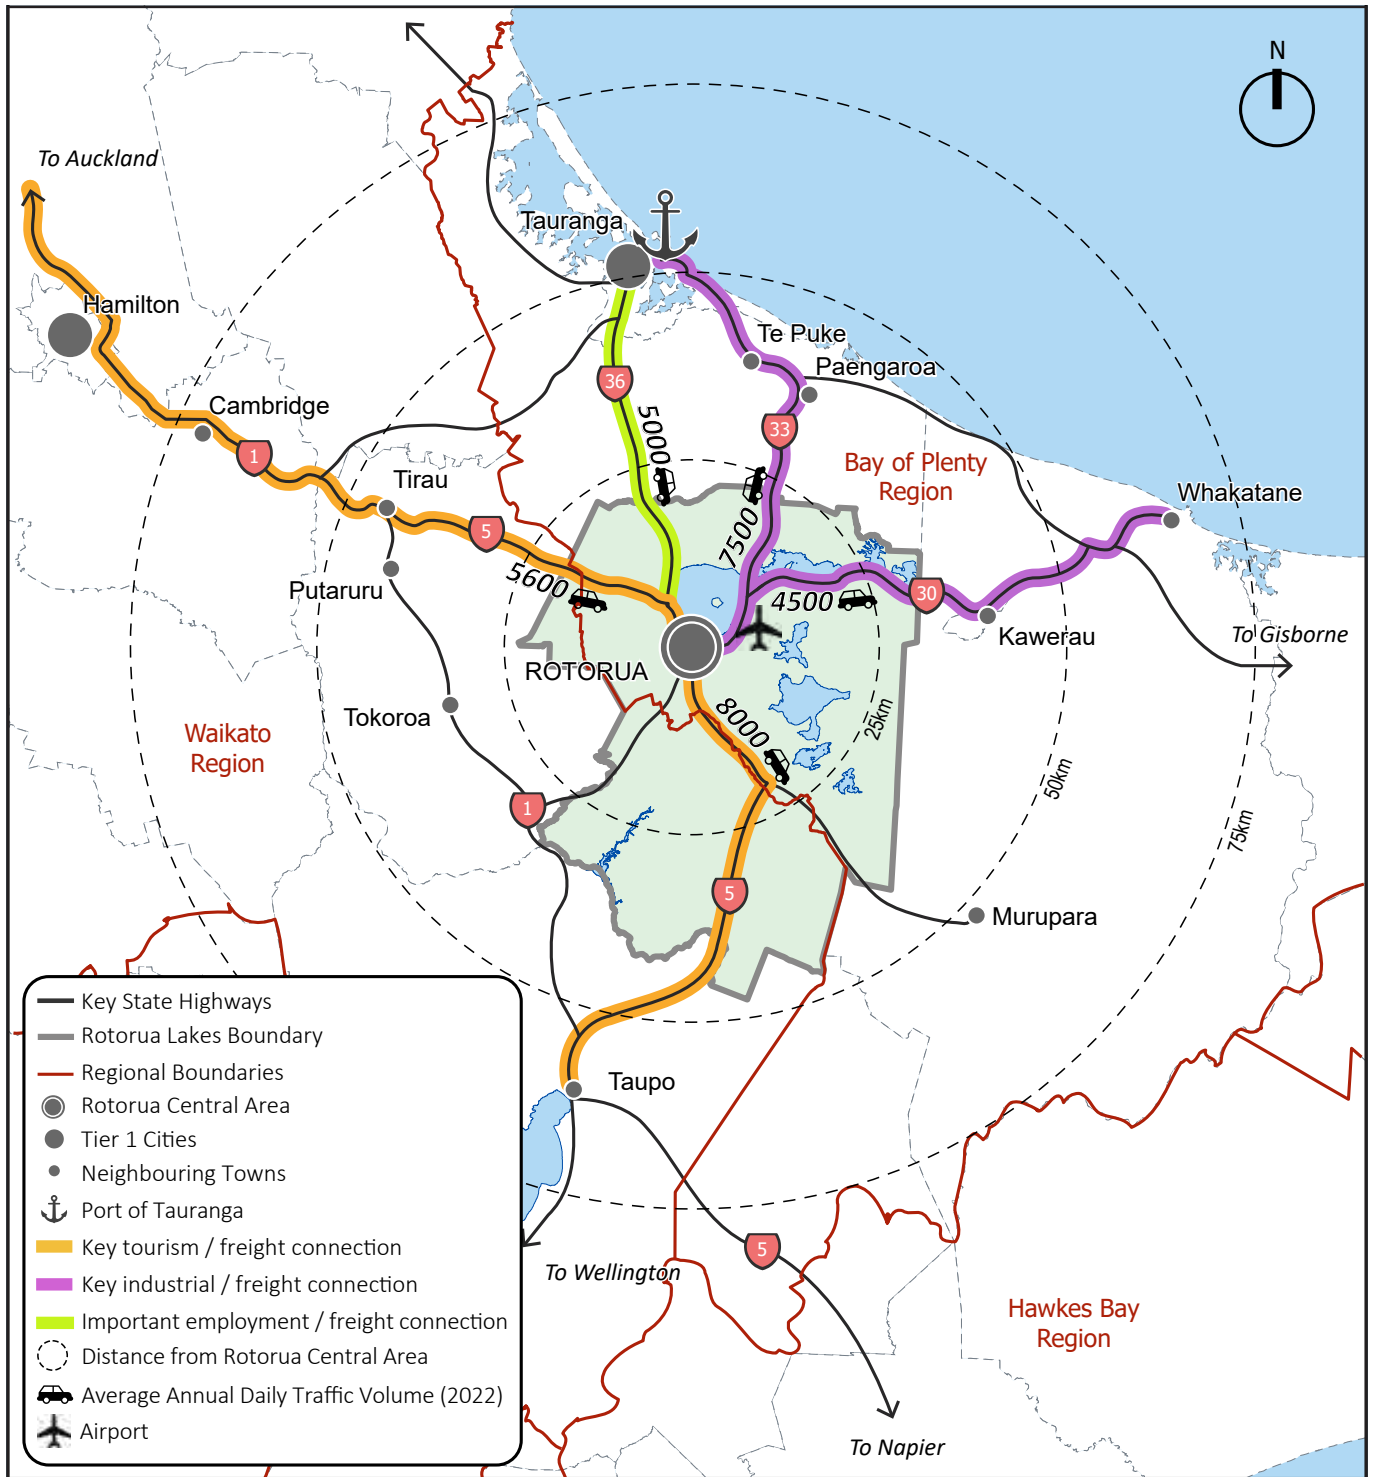 N
To Auckland
Tauranga
Hamilton
Te Puke
Paengaroa
36
Cambridge
5000
33
1
Bay of Plenty
Region
Tirau
Whakatane
5
7500
5600
Putaruru
4500
30
Kawerau
To Gisborne
ROTORUA
Tokoroa
8000
25km
Waikato
Region
50km
1
75km
5
Murupara
Key State Highways
Rotorua Lakes Boundary
Regional Boundaries
Rotorua Central Area
Tier 1 Cities
Neighbouring Towns
Port of Tauranga
Key tourism / freight connection
Key industrial / freight connection
Important employment / freight connection
Distance from Rotorua Central Area
Average Annual Daily Traffic Volume (2022)
Airport
Taupo
5
To Wellington
Hawkes Bay
Region
To Napier